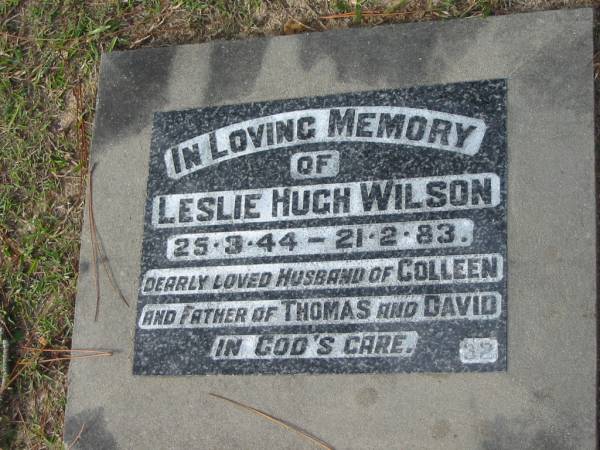 IN LOVING MEMORY
OF
LESLIE HUGH WILSON
25·3·44 – 21·2·83.
DEARLY LOVED HUSBAND OF COLLEEN
AND FATHER OF THOMAS AND DAVID
IN GOD'S CARE.
32